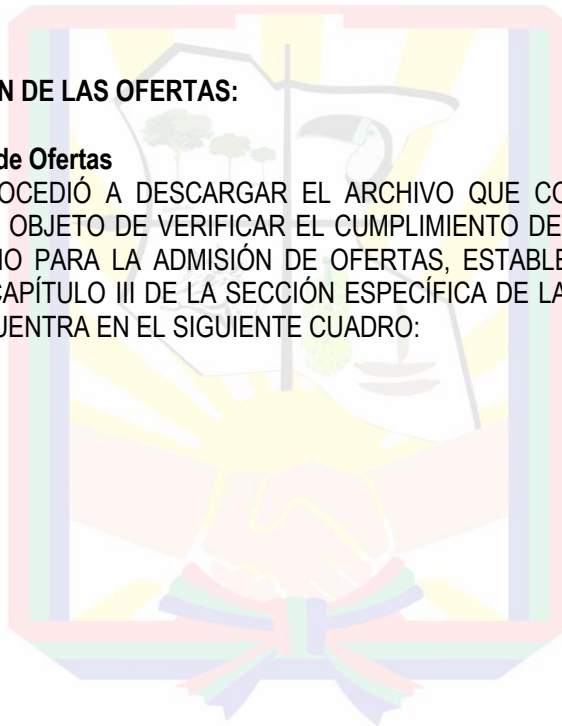 N DE LAS OFERTAS:
de Ofertas
OCEDIÓ A DESCARGAR EL ARCHIVO QUE CO
OBJETO DE VERIFICAR EL CUMPLIMIENTO DE
IO PARA LA ADMISIÓN DE OFERTAS, ESTABLE
CAPÍTULO III DE LA SECCIÓN ESPECÍFICA DE LA
UENTRA EN EL SIGUIENTE CUADRO: